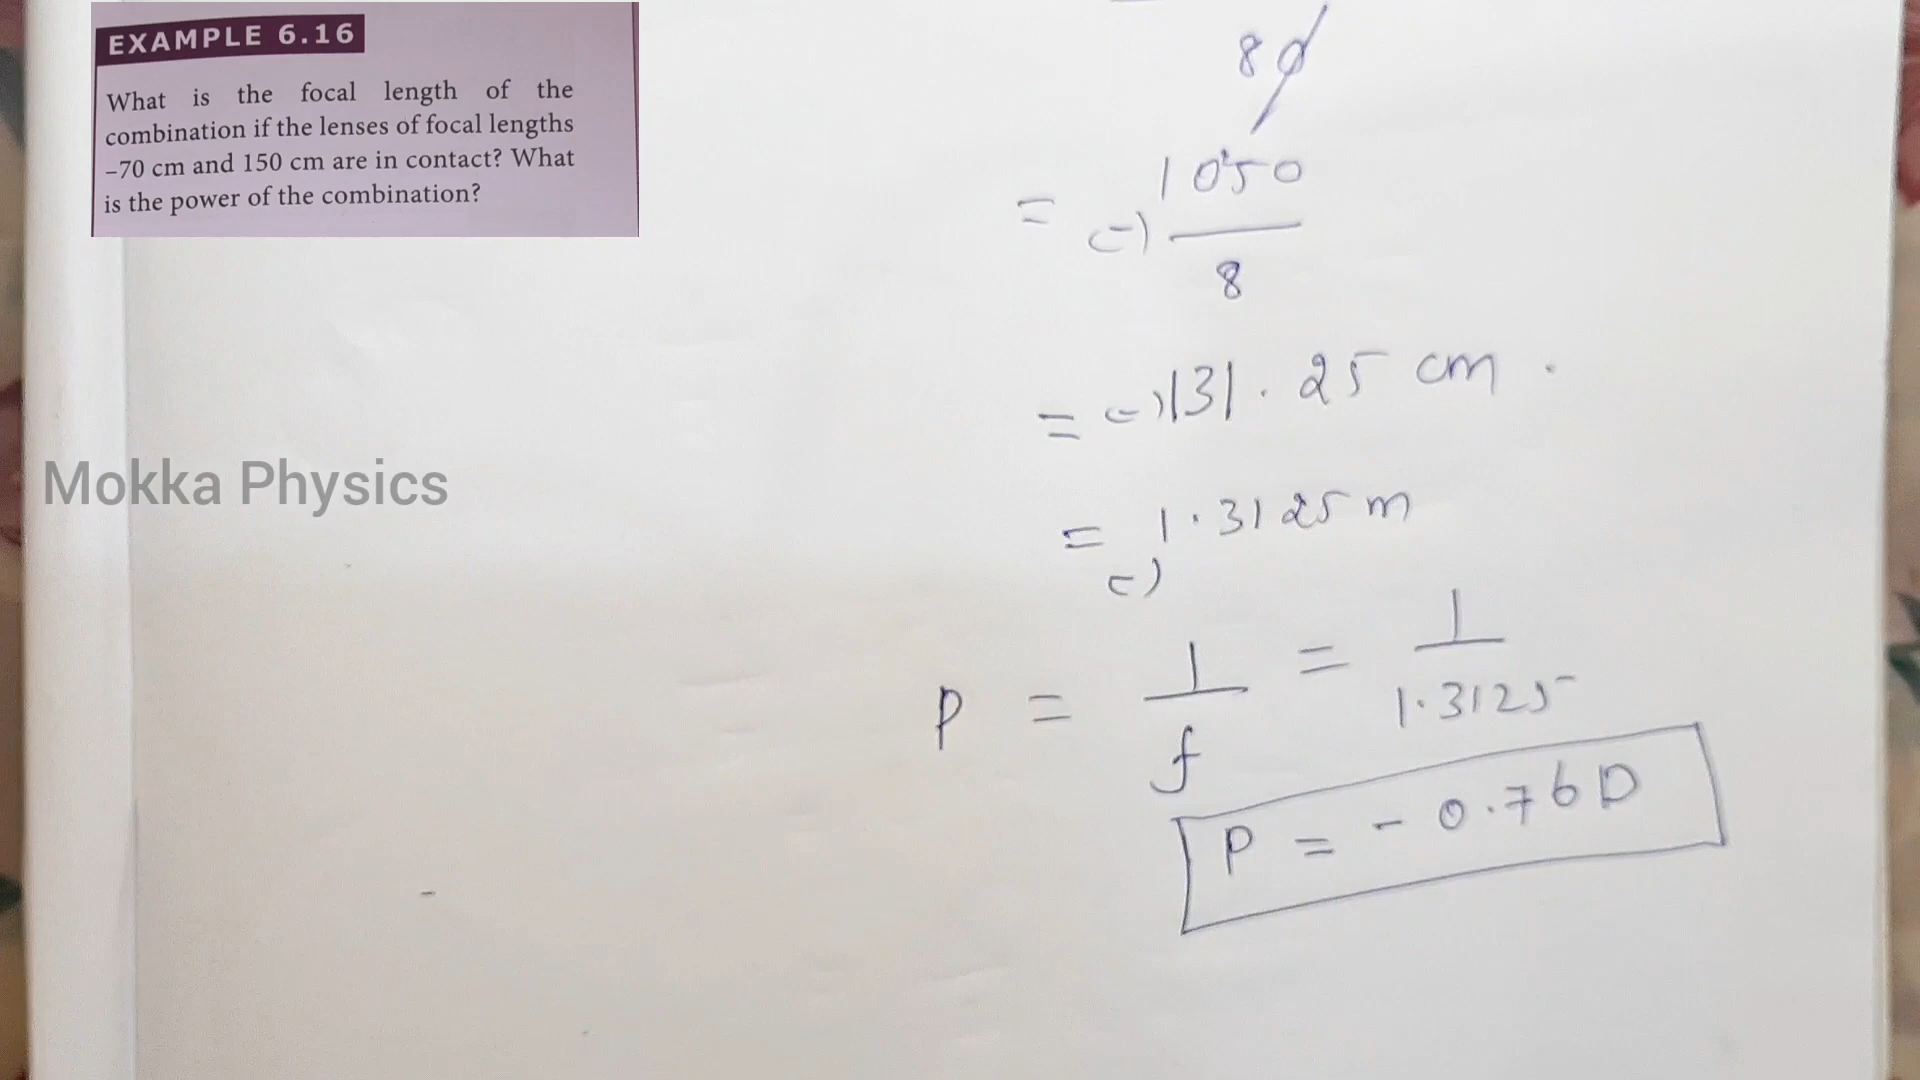 EXAMPLE 6.16
What is the focal length of the
combination if the lenses of focal lengths
–70 cm and 150 cm are in contact? What
is the power of the combination?
Mokka Physics
80
= (-) 1050
8
= (-) 131.25 cm.
= (-) 1.3125 m
P = 1/f = 1/1.3125
P = - 0.76 D